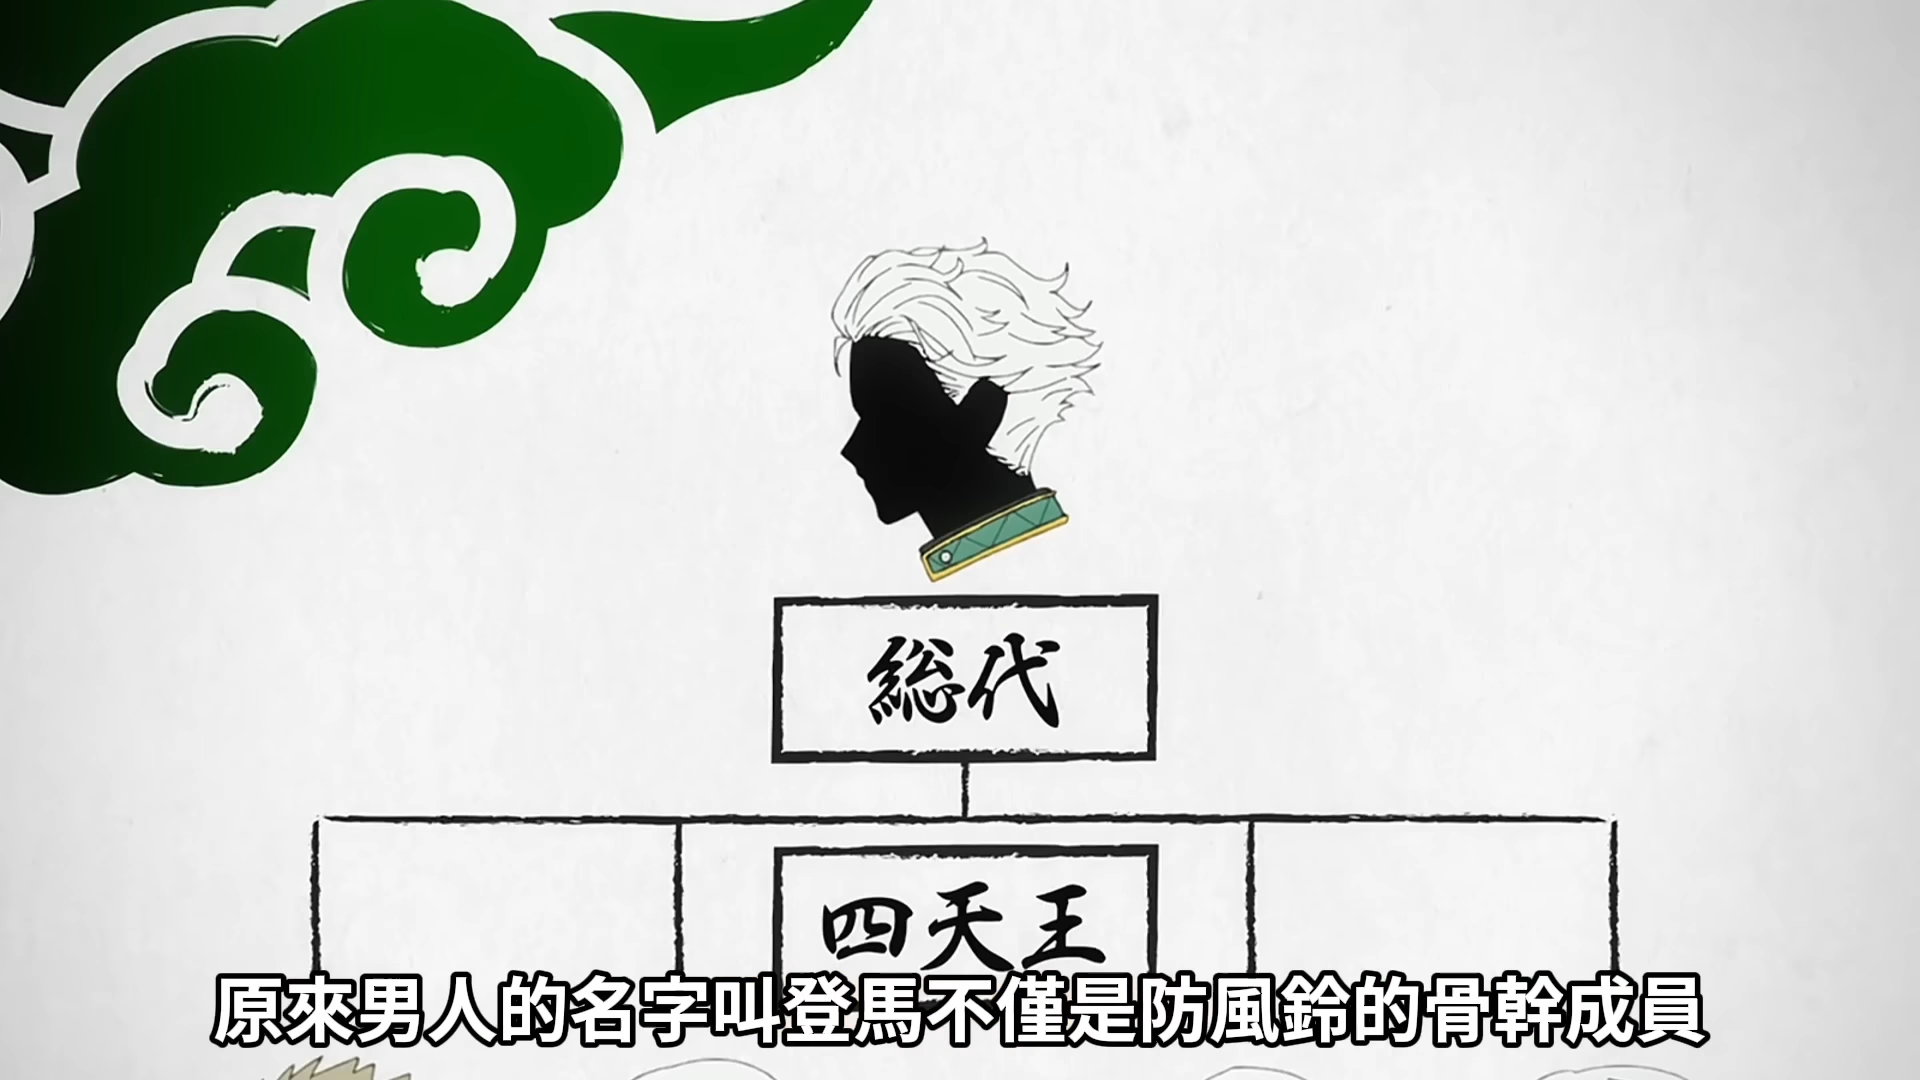 総代
四天王
原來男人的名字叫登馬不僅是防風鈴的骨幹成員